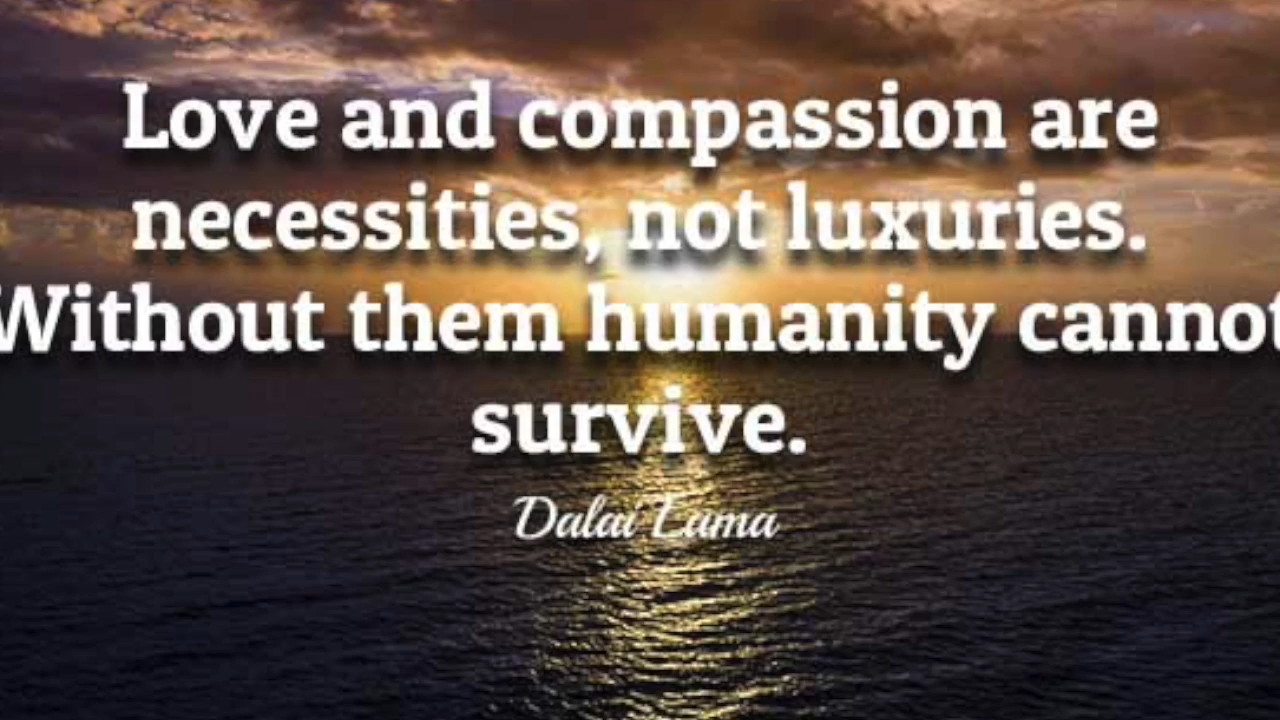 Love and compassion are
necessities, not luxuries.
Without them humanity cannot
survive.
Dalai Lama